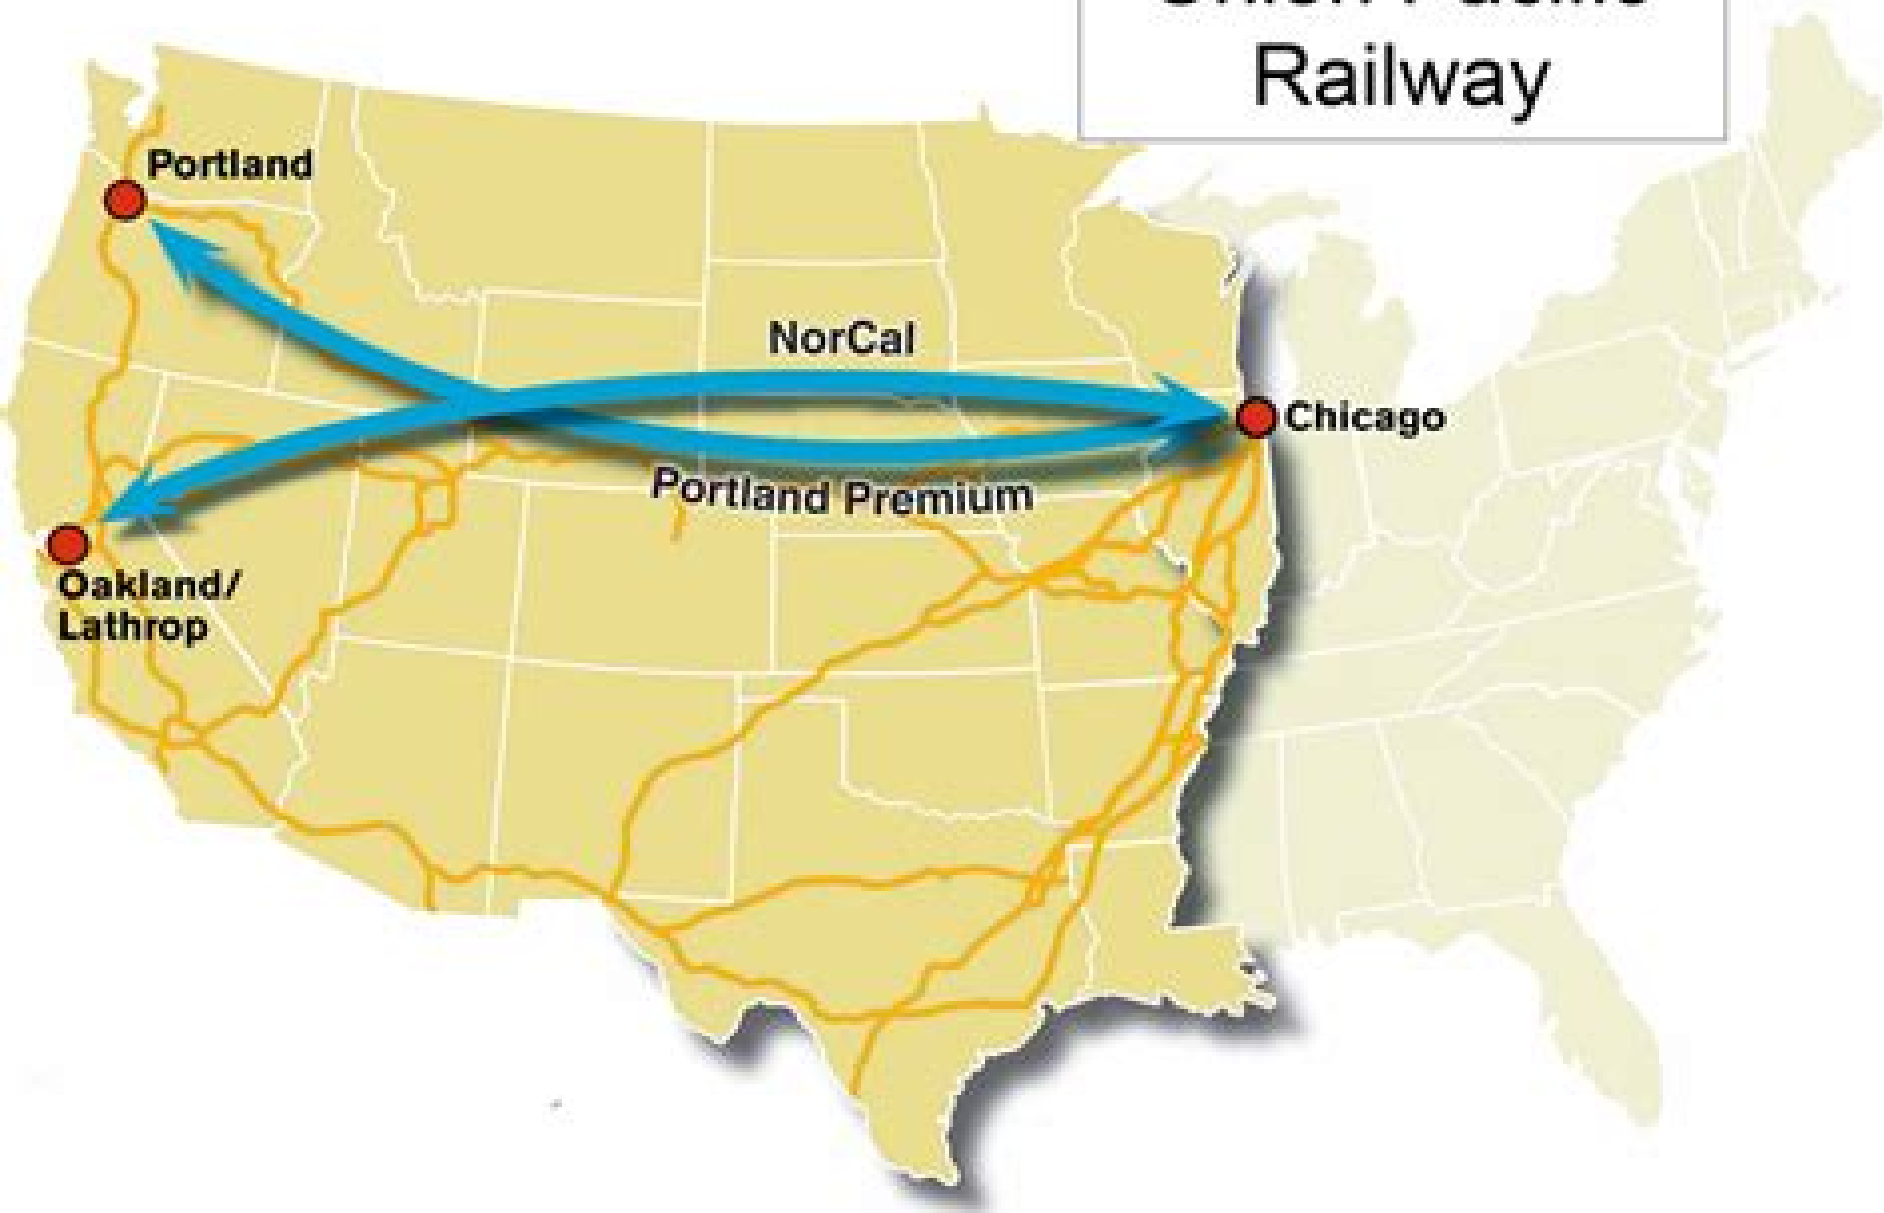 Railway
Portland
NorCal
Chicago
Portland Premium
Oakland/
Lathrop